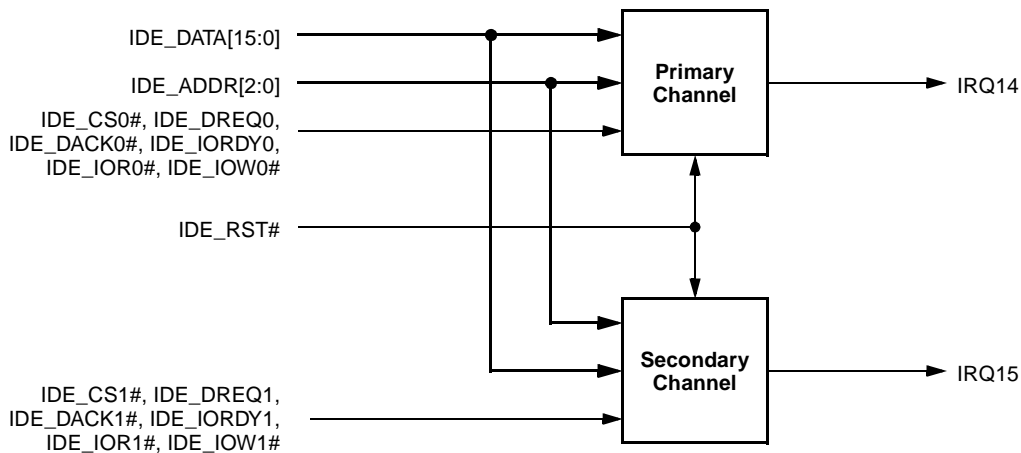 IDE_DATA[15:0]
IDE_ADDR[2:0]
IDE_CS0#, IDE_DREQ0,
IDE_DACK0#, IDE_IORDY0,
IDE_IOR0#, IDE_IOW0#
Primary
Channel
IRQ14
IDE_RST#
Secondary
Channel
IRQ15
IDE_CS1#, IDE_DREQ1,
IDE_DACK1#, IDE_IORDY1,
IDE_IOR1#, IDE_IOW1#